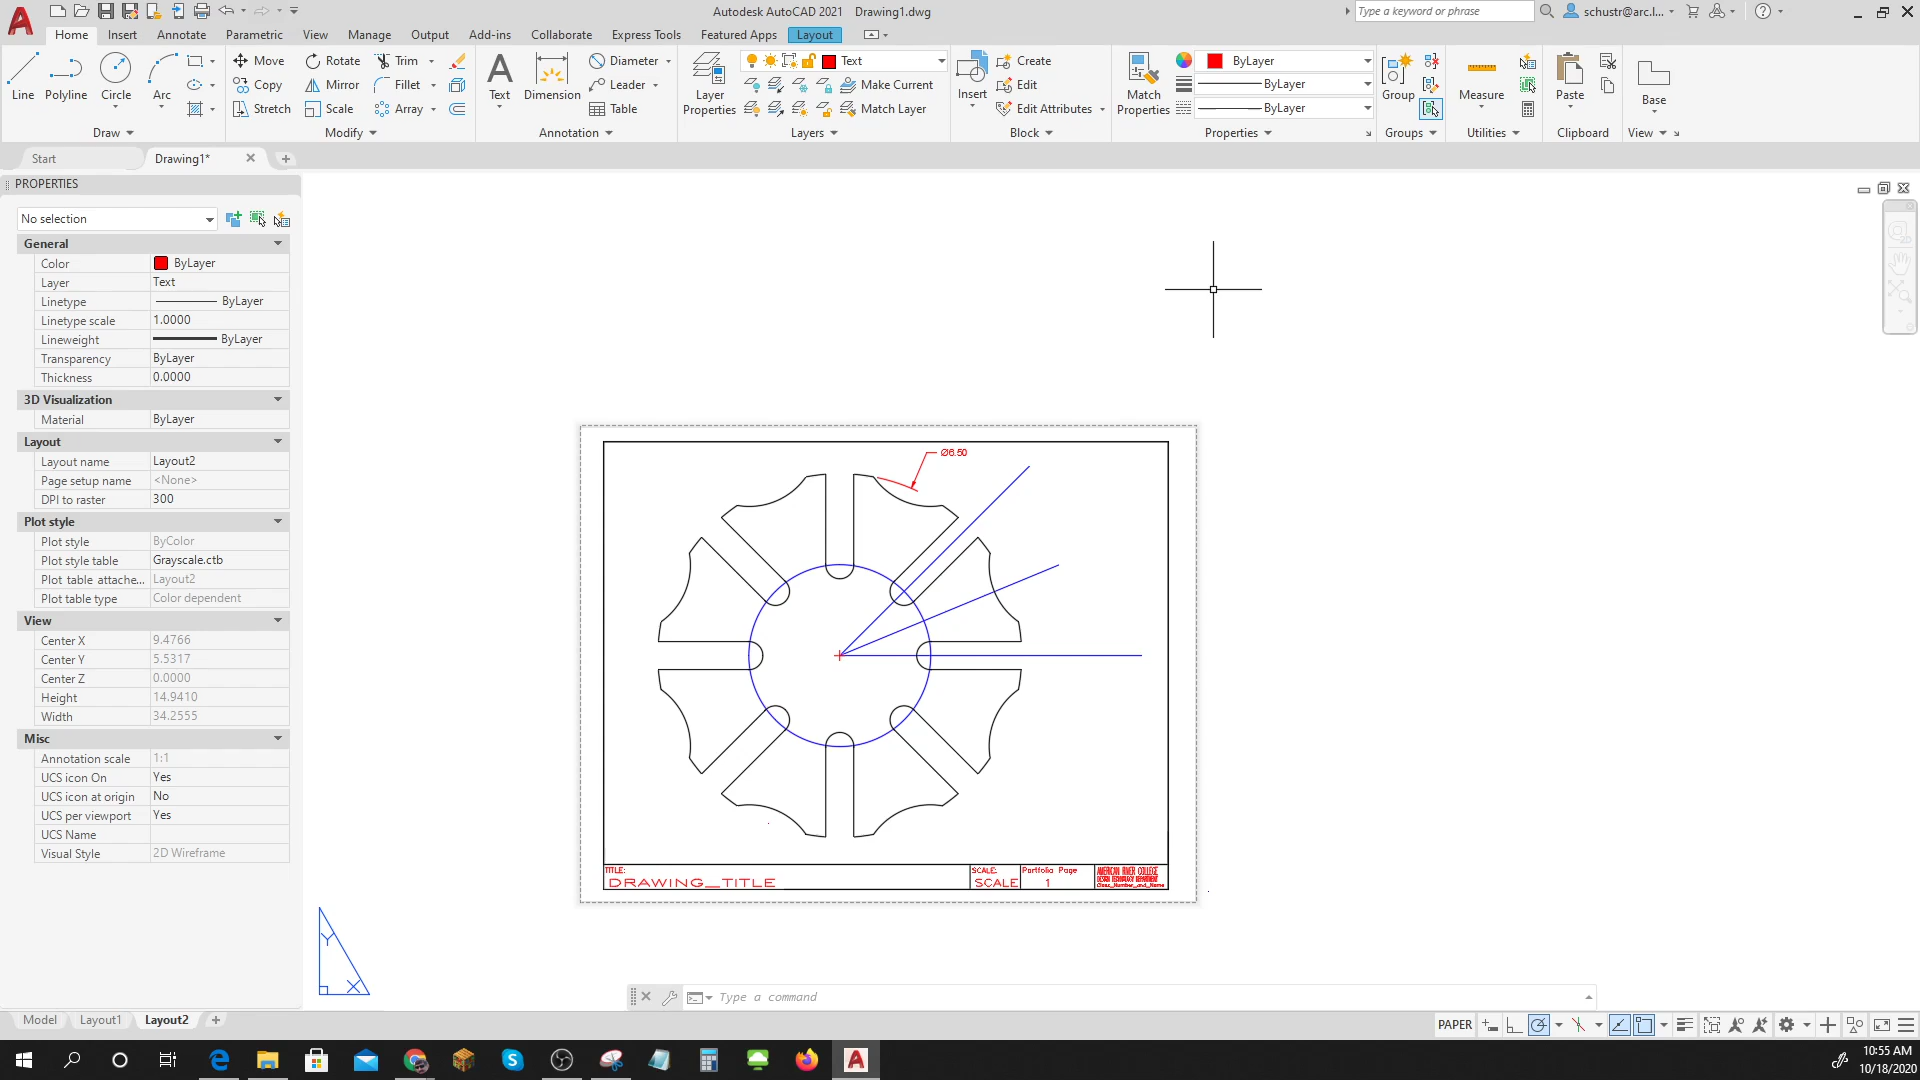 Autodesk AutoCAD 2021 Drawing1.dwg
Type a keyword or phrase
schustr@arc.l...
Home Insert Annotate Parametric View Manage Output Add-ins Collaborate Express Tools Featured Apps Layout
Line Polyline Circle Arc
Move Rotate Trim
Copy Mirror Fillet
Stretch Scale Array
Text Dimension
Diameter
Leader
Table
Layer Properties
Text
Make Current
Match Layer
Insert
Create
Edit
Edit Attributes
Match Properties
ByLayer
ByLayer
ByLayer
Group
Measure
Paste
Base
Draw Modify Annotation Layers Block Properties Groups Utilities Clipboard View
Start Drawing1*
PROPERTIES
No selection
General
Color ByLayer
Layer Text
Linetype ByLayer
Linetype scale 1.0000
Lineweight ByLayer
Transparency ByLayer
Thickness 0.0000
3D Visualization
Material ByLayer
Layout
Layout name Layout2
Page setup name <None>
DPI to raster 300
Plot style
Plot style ByColor
Plot style table Grayscale.ctb
Plot table attache... Layout2
Plot table type Color dependent
View
Center X 9.4766
Center Y 5.5317
Center Z 0.0000
Height 14.9410
Width 34.2555
Misc
Annotation scale 1:1
UCS icon On Yes
UCS icon at origin No
UCS per viewport Yes
UCS Name
Visual Style 2D Wireframe
Ø6.50
TITLE:
DRAWING_TITLE
SCALE:
SCALE
Portfolio Page
1
AMERICAN RIVER COLLEGE
DESIGN TECHNOLOGY DEPARTMENT
Class_Number_and_Name
Y
X
Type a command
Model Layout1 Layout2
PAPER
10:55 AM
10/18/2020